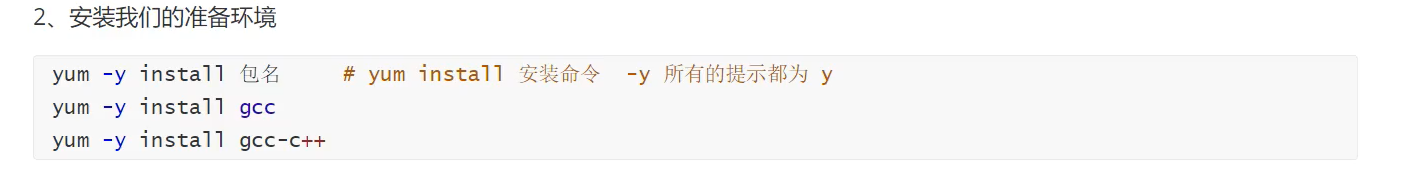 2、安装我们的准备环境
yum -y install 包名     # yum install 安装命令  -y 所有的提示都为 y
yum -y install gcc
yum -y install gcc-c++